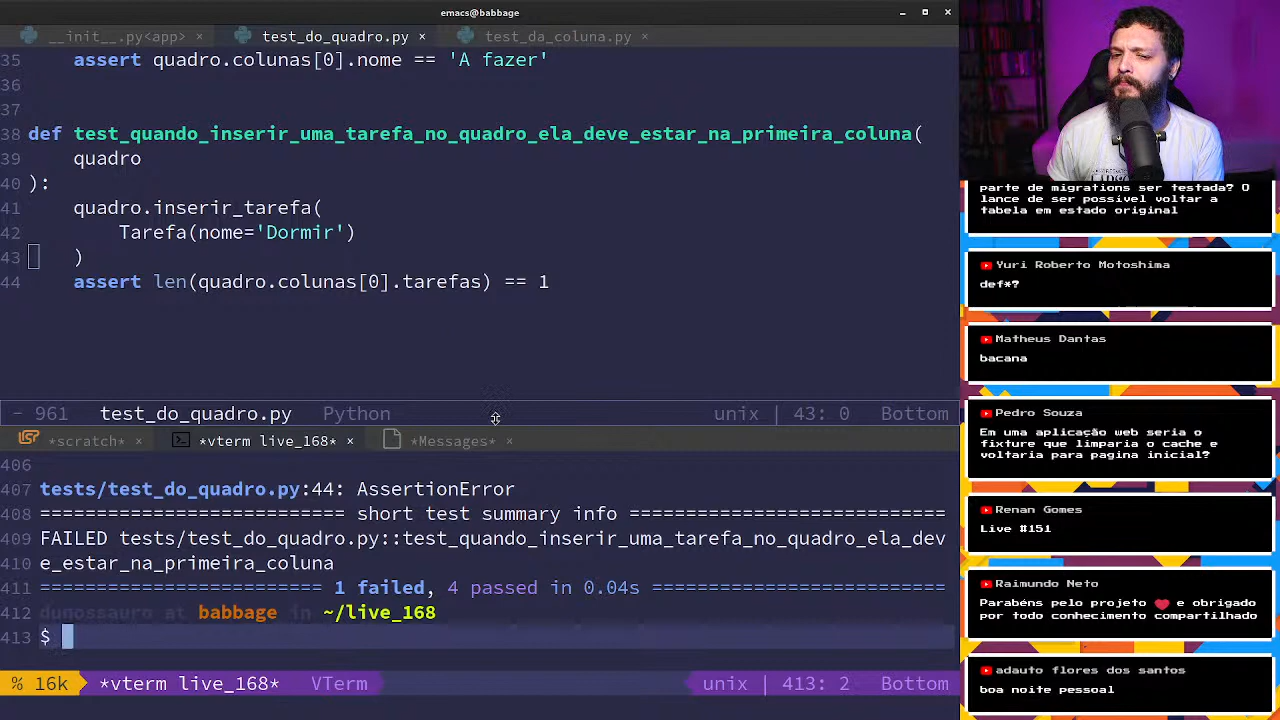 emacs@babbage
__init__.py<app> ×
test_do_quadro.py ×
test_da_coluna.py ×
35 assert quadro.colunas[0].nome == 'A fazer'
36
37
38 def test_quando_inserir_uma_tarefa_no_quadro_ela_deve_estar_na_primeira_coluna(
39 quadro
40 ):
41 quadro.inserir_tarefa(
42 Tarefa(nome='Dormir')
43 )
44 assert len(quadro.colunas[0].tarefas) == 1
- 961 test_do_quadro.py Python unix | 43: 0 Bottom
*scratch* × *vterm live_168* × *Messages* ×
406
407 tests/test_do_quadro.py:44: AssertionError
408 ========================== short test summary info ===========================
409 FAILED tests/test_do_quadro.py::test_quando_inserir_uma_tarefa_no_quadro_ela_dev
410 e_estar_na_primeira_coluna
411 ======================== 1 failed, 4 passed in 0.04s =========================
412 dunossauro at babbage in ~/live_168
413 $
% 16k *vterm live_168* VTerm unix | 413: 2 Bottom
parte de migrations ser testada? O
lance de ser possível voltar a
tabela em estado original
Yuri Roberto Motoshima
def*?
Matheus Dantas
bacana
Pedro Souza
Em uma aplicação web seria o
fixture que limparia o cache e
voltaria para pagina inicial?
Renan Gomes
Live #151
Raimundo Neto
Parabéns pelo projeto ❤ e obrigado
por todo conhecimento compartilhado
adauto flores dos santos
boa noite pessoal